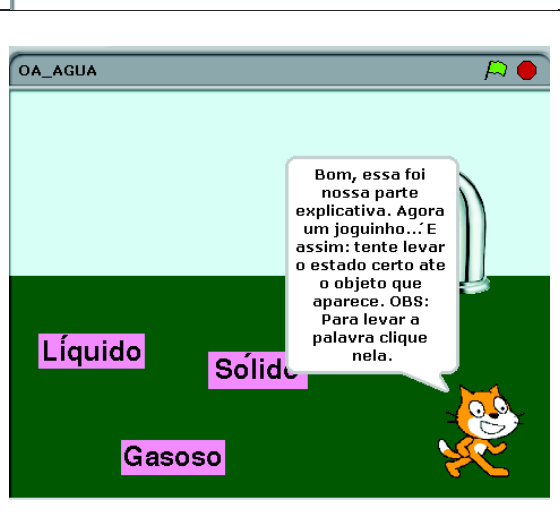 OA_AGUA
Bom, essa foi
nossa parte
explicativa. Agora
um joguinho...´E
assim: tente levar
o estado certo ate
o objeto que
aparece. OBS:
Para levar a
palavra clique
nela.
Líquido
Sólido
Gasoso